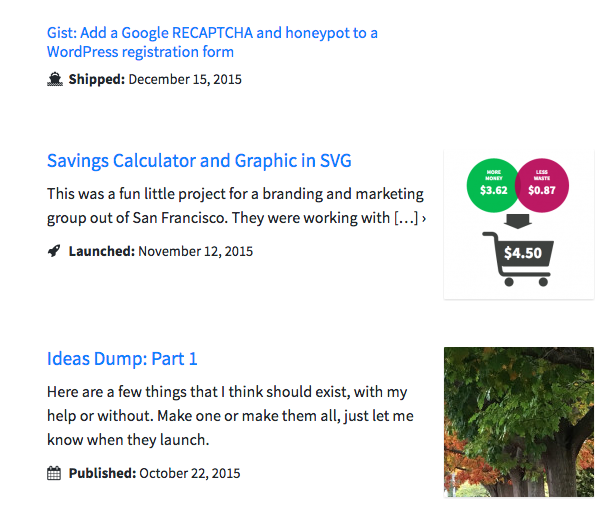 Gist: Add a Google RECAPTCHA and honeypot to a
WordPress registration form
Shipped: December 15, 2015
Savings Calculator and Graphic in SVG
This was a fun little project for a branding and marketing
group out of San Francisco. They were working with […] ›
Launched: November 12, 2015
MORE
MONEY
$3.62
LESS
WASTE
$0.87
$4.50
Ideas Dump: Part 1
Here are a few things that I think should exist, with my
help or without. Make one or make them all, just let me
know when they launch.
Published: October 22, 2015